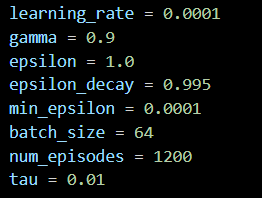 learning_rate = 0.0001
gamma = 0.9
epsilon = 1.0
epsilon_decay = 0.995
min_epsilon = 0.0001
batch_size = 64
num_episodes = 1200
tau = 0.01